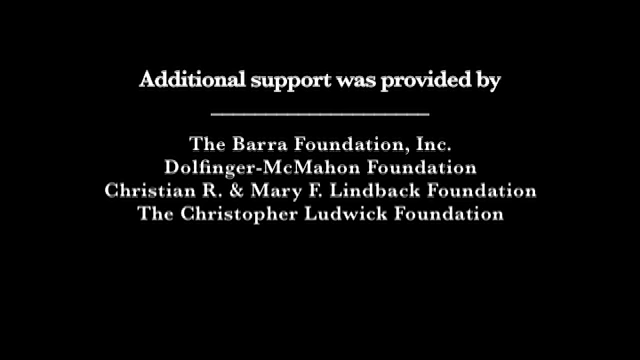 Additional support was provided by
The Barra Foundation, Inc.
Dolfinger-McMahon Foundation
Christian R. & Mary F. Lindback Foundation
The Christopher Ludwick Foundation